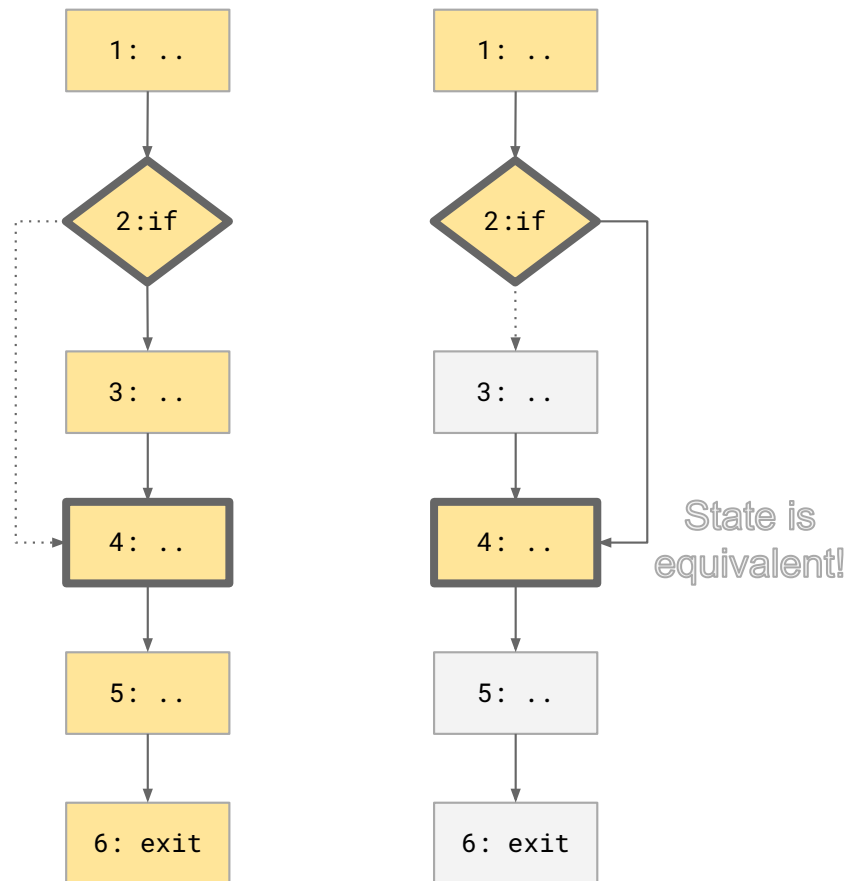 1: ..
2:if
3: ..
4: ..
5: ..
6: exit
1: ..
2:if
3: ..
4: ..
State is
equivalent!
5: ..
6: exit